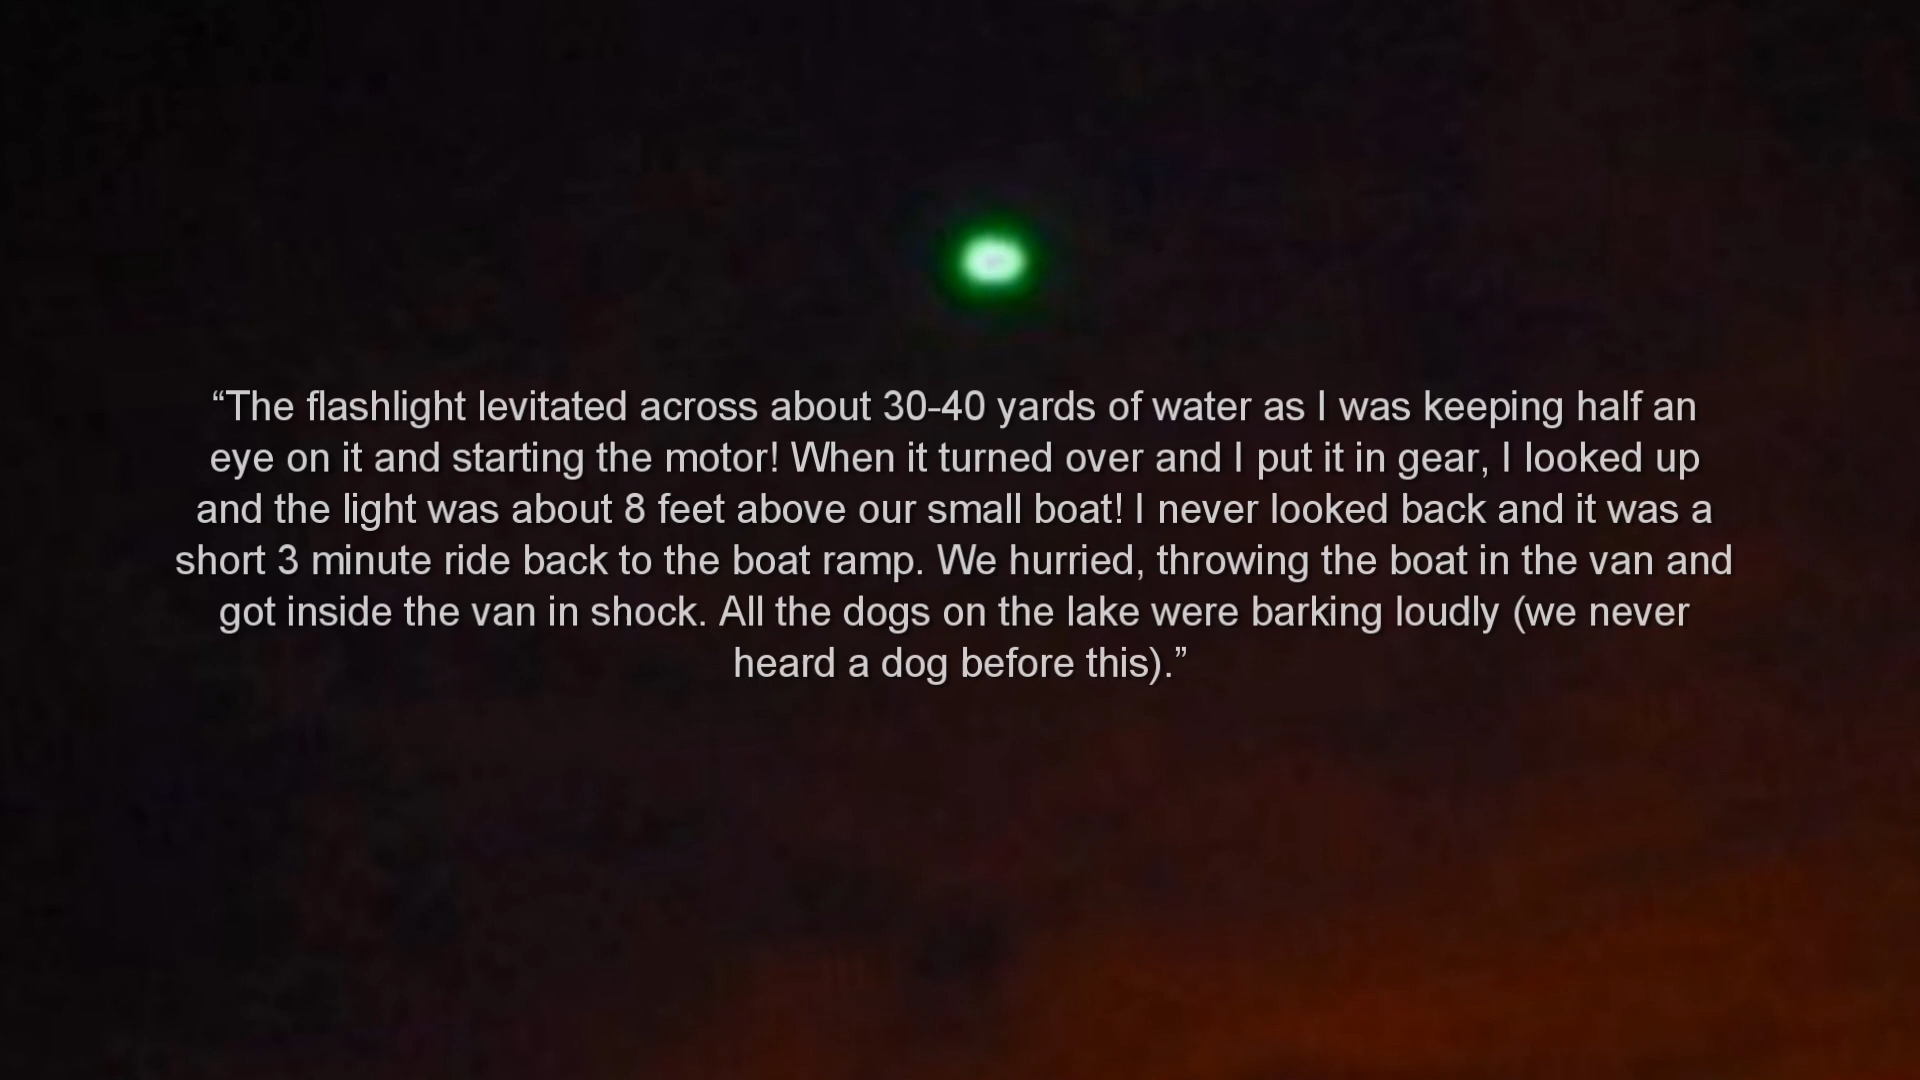 “The flashlight levitated across about 30-40 yards of water as I was keeping half an
eye on it and starting the motor! When it turned over and I put it in gear, I looked up
and the light was about 8 feet above our small boat! I never looked back and it was a
short 3 minute ride back to the boat ramp. We hurried, throwing the boat in the van and
got inside the van in shock. All the dogs on the lake were barking loudly (we never
heard a dog before this).”